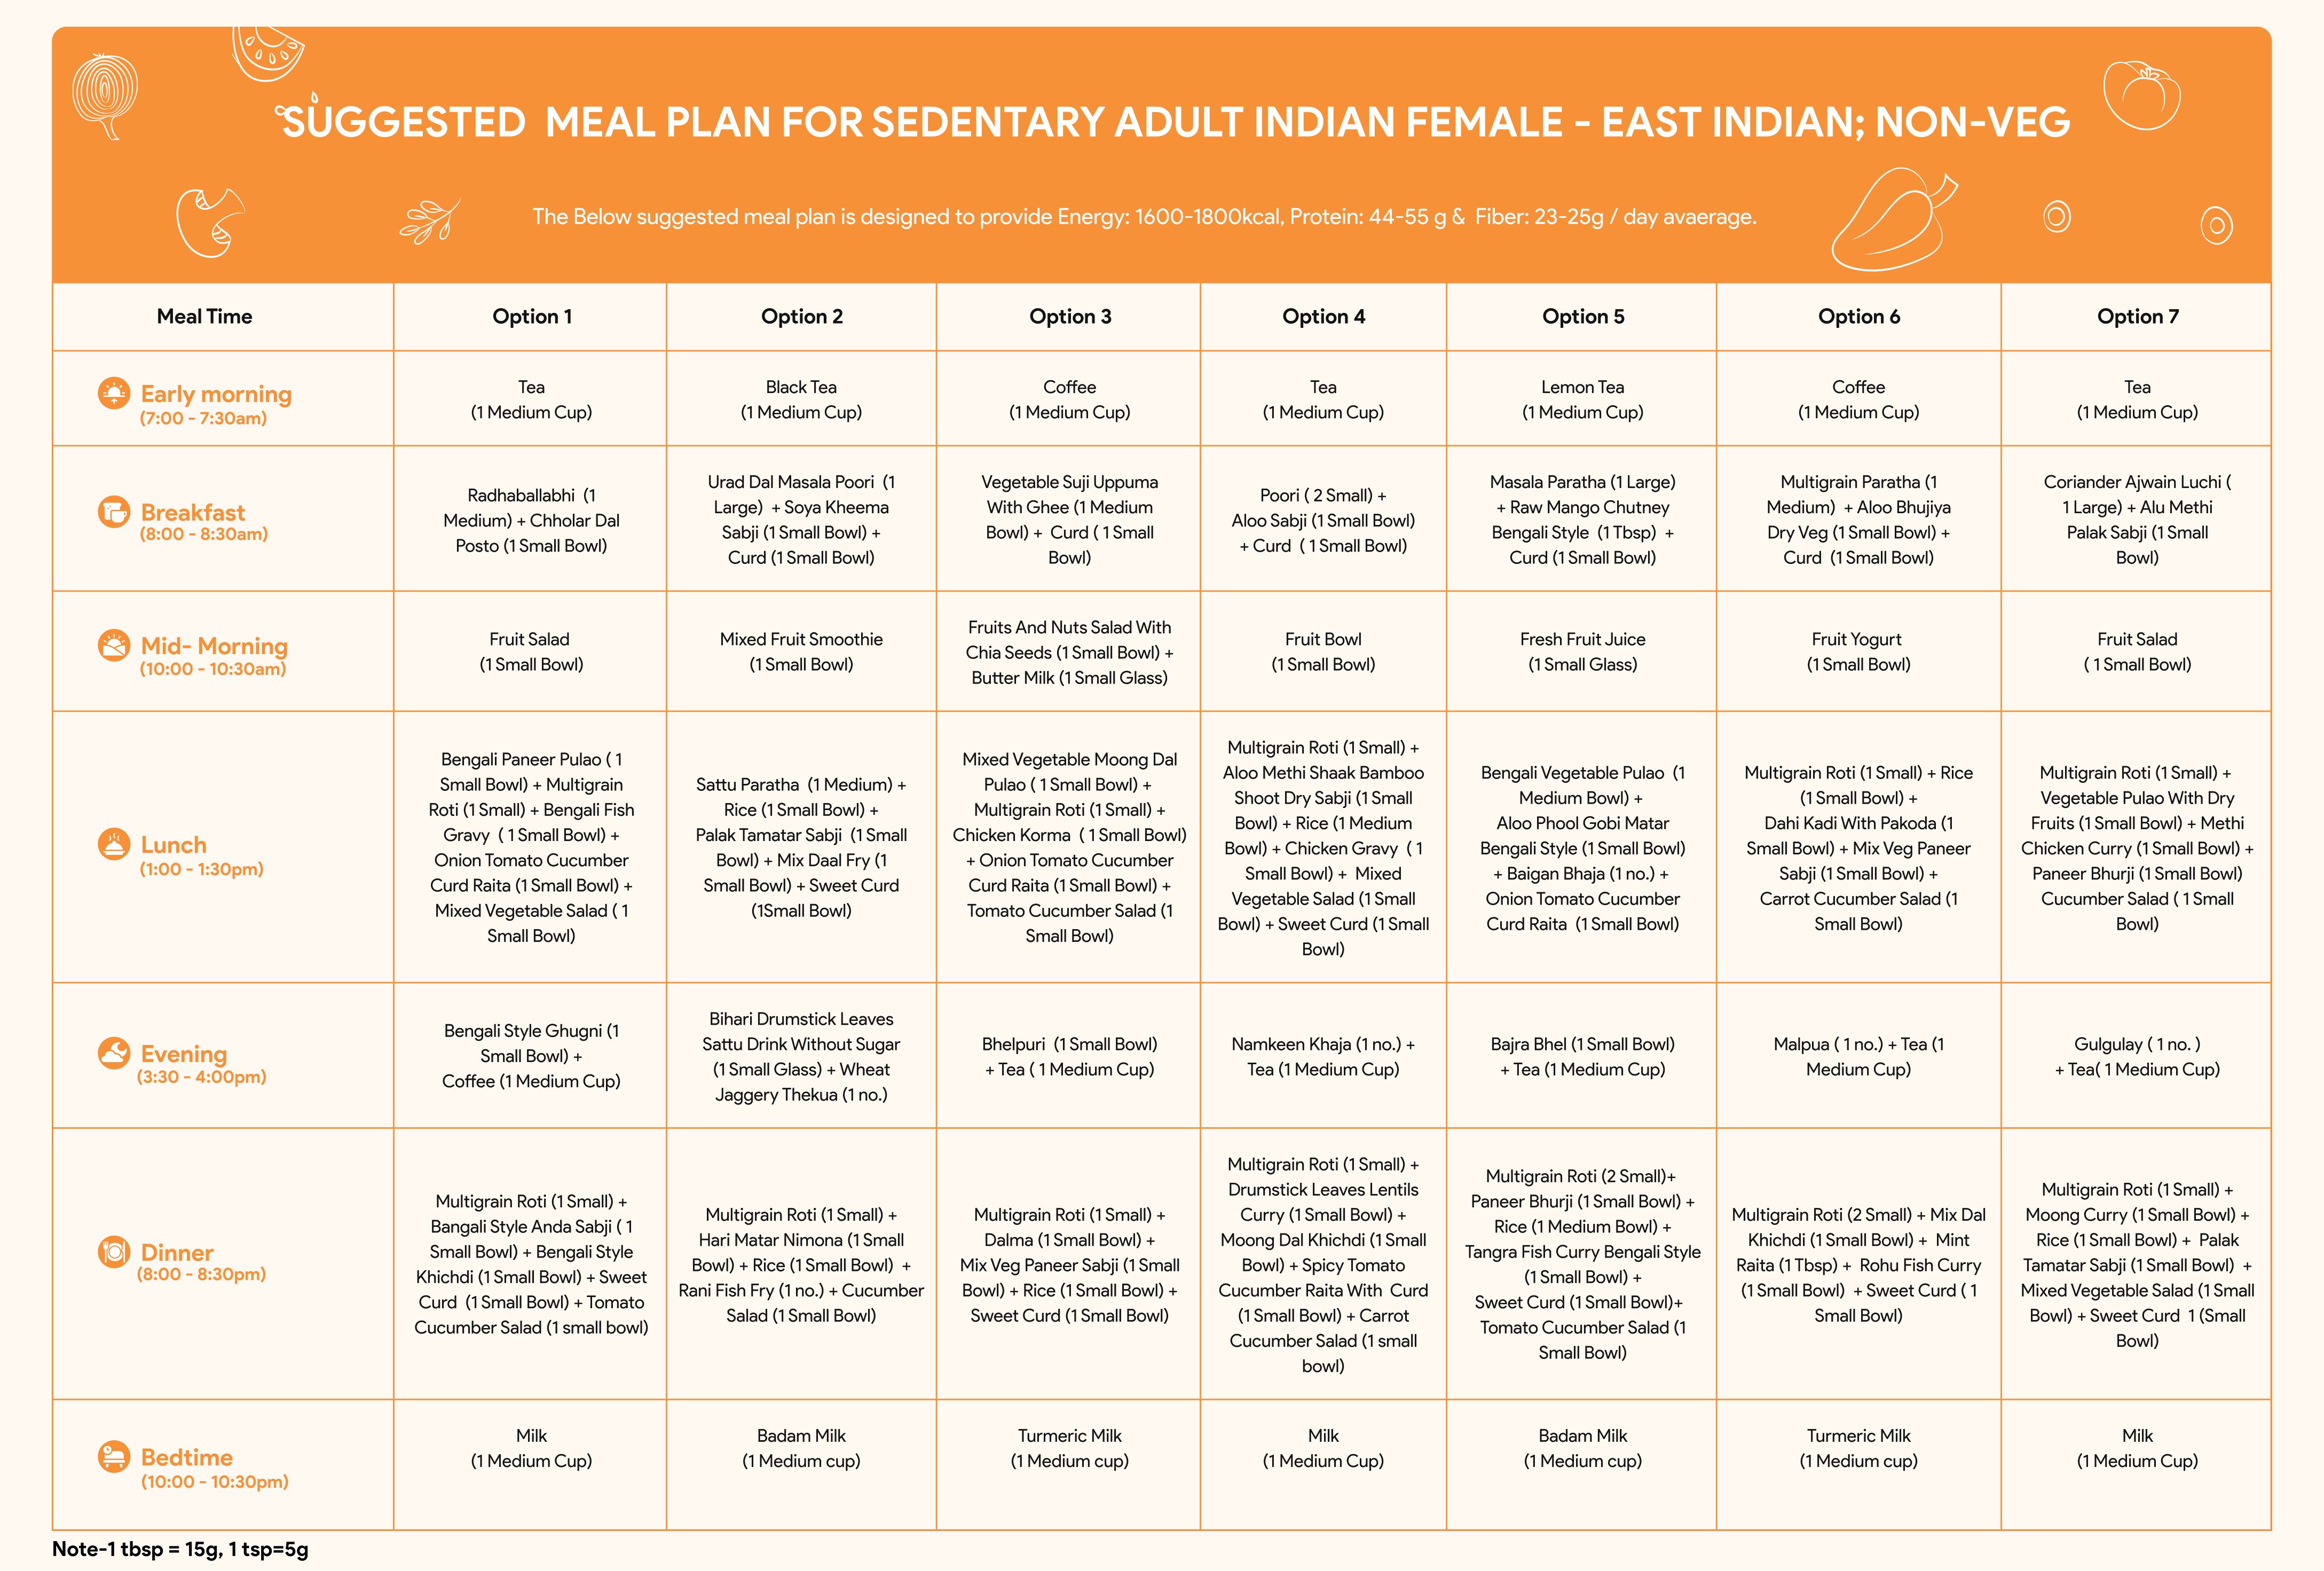 SUGGESTED MEAL PLAN FOR SEDENTARY ADULT INDIAN FEMALE - EAST INDIAN; NON-VEG
The Below suggested meal plan is designed to provide Energy: 1600-1800kcal, Protein: 44-55 g & Fiber: 23-25g / day avaerage.
Meal Time
Option 1
Option 2
Option 3
Option 4
Option 5
Option 6
Option 7
Early morning
(7:00 - 7:30am)
Tea
(1 Medium Cup)
Black Tea
(1 Medium Cup)
Coffee
(1 Medium Cup)
Tea
(1 Medium Cup)
Lemon Tea
(1 Medium Cup)
Coffee
(1 Medium Cup)
Tea
(1 Medium Cup)
Breakfast
(8:00 - 8:30am)
Radhaballabhi (1
Medium) + Chholar Dal
Posto (1 Small Bowl)
Urad Dal Masala Poori (1
Large) + Soya Kheema
Sabji (1 Small Bowl) +
Curd (1 Small Bowl)
Vegetable Suji Uppuma
With Ghee (1 Medium
Bowl) + Curd ( 1 Small
Bowl)
Poori ( 2 Small) +
Aloo Sabji (1 Small Bowl)
+ Curd ( 1 Small Bowl)
Masala Paratha (1 Large)
+ Raw Mango Chutney
Bengali Style (1 Tbsp) +
Curd (1 Small Bowl)
Multigrain Paratha (1
Medium) + Aloo Bhujiya
Dry Veg (1 Small Bowl) +
Curd (1 Small Bowl)
Coriander Ajwain Luchi (
1 Large) + Alu Methi
Palak Sabji (1 Small
Bowl)
Mid- Morning
(10:00 - 10:30am)
Fruit Salad
(1 Small Bowl)
Mixed Fruit Smoothie
(1 Small Bowl)
Fruits And Nuts Salad With
Chia Seeds (1 Small Bowl) +
Butter Milk (1 Small Glass)
Fruit Bowl
(1 Small Bowl)
Fresh Fruit Juice
(1 Small Glass)
Fruit Yogurt
(1 Small Bowl)
Fruit Salad
( 1 Small Bowl)
Lunch
(1:00 - 1:30pm)
Bengali Paneer Pulao ( 1
Small Bowl) + Multigrain
Roti (1 Small) + Bengali Fish
Gravy ( 1 Small Bowl) +
Onion Tomato Cucumber
Curd Raita (1 Small Bowl) +
Mixed Vegetable Salad ( 1
Small Bowl)
Sattu Paratha (1 Medium) +
Rice (1 Small Bowl) +
Palak Tamatar Sabji (1 Small
Bowl) + Mix Daal Fry (1
Small Bowl) + Sweet Curd
(1Small Bowl)
Mixed Vegetable Moong Dal
Pulao ( 1 Small Bowl) +
Multigrain Roti (1 Small) +
Chicken Korma ( 1 Small Bowl)
+ Onion Tomato Cucumber
Curd Raita (1 Small Bowl) +
Tomato Cucumber Salad (1
Small Bowl)
Multigrain Roti (1 Small) +
Aloo Methi Shaak Bamboo
Shoot Dry Sabji (1 Small
Bowl) + Rice (1 Medium
Bowl) + Chicken Gravy ( 1
Small Bowl) + Mixed
Vegetable Salad (1 Small
Bowl) + Sweet Curd (1 Small
Bowl)
Bengali Vegetable Pulao (1
Medium Bowl) +
Aloo Phool Gobi Matar
Bengali Style (1 Small Bowl)
+ Baigan Bhaja (1 no.) +
Onion Tomato Cucumber
Curd Raita (1 Small Bowl)
Multigrain Roti (1 Small) + Rice
(1 Small Bowl) +
Dahi Kadi With Pakoda (1
Small Bowl) + Mix Veg Paneer
Sabji (1 Small Bowl) +
Carrot Cucumber Salad (1
Small Bowl)
Multigrain Roti (1 Small) +
Vegetable Pulao With Dry
Fruits (1 Small Bowl) + Methi
Chicken Curry (1 Small Bowl) +
Paneer Bhurji (1 Small Bowl)
Cucumber Salad ( 1 Small
Bowl)
Evening
(3:30 - 4:00pm)
Bengali Style Ghugni (1
Small Bowl) +
Coffee (1 Medium Cup)
Bihari Drumstick Leaves
Sattu Drink Without Sugar
(1 Small Glass) + Wheat
Jaggery Thekua (1 no.)
Bhelpuri (1 Small Bowl)
+ Tea ( 1 Medium Cup)
Namkeen Khaja (1 no.) +
Tea (1 Medium Cup)
Bajra Bhel (1 Small Bowl)
+ Tea (1 Medium Cup)
Malpua ( 1 no.) + Tea (1
Medium Cup)
Gulgulay ( 1 no. )
+ Tea( 1 Medium Cup)
Dinner
(8:00 - 8:30pm)
Multigrain Roti (1 Small) +
Bangali Style Anda Sabji ( 1
Small Bowl) + Bengali Style
Khichdi (1 Small Bowl) + Sweet
Curd (1 Small Bowl) + Tomato
Cucumber Salad (1 small bowl)
Multigrain Roti (1 Small) +
Hari Matar Nimona (1 Small
Bowl) + Rice (1 Small Bowl) +
Rani Fish Fry (1 no.) + Cucumber
Salad (1 Small Bowl)
Multigrain Roti (1 Small) +
Dalma (1 Small Bowl) +
Mix Veg Paneer Sabji (1 Small
Bowl) + Rice (1 Small Bowl) +
Sweet Curd (1 Small Bowl)
Multigrain Roti (1 Small) +
Drumstick Leaves Lentils
Curry (1 Small Bowl) +
Moong Dal Khichdi (1 Small
Bowl) + Spicy Tomato
Cucumber Raita With Curd
(1 Small Bowl) + Carrot
Cucumber Salad (1 small
bowl)
Multigrain Roti (2 Small)+
Paneer Bhurji (1 Small Bowl) +
Rice (1 Medium Bowl) +
Tangra Fish Curry Bengali Style
(1 Small Bowl) +
Sweet Curd (1 Small Bowl)+
Tomato Cucumber Salad (1
Small Bowl)
Multigrain Roti (2 Small) + Mix Dal
Khichdi (1 Small Bowl) + Mint
Raita (1 Tbsp) + Rohu Fish Curry
(1 Small Bowl) + Sweet Curd ( 1
Small Bowl)
Multigrain Roti (1 Small) +
Moong Curry (1 Small Bowl) +
Rice (1 Small Bowl) + Palak
Tamatar Sabji (1 Small Bowl) +
Mixed Vegetable Salad (1 Small
Bowl) + Sweet Curd 1 (Small
Bowl)
Bedtime
(10:00 - 10:30pm)
Milk
(1 Medium Cup)
Badam Milk
(1 Medium cup)
Turmeric Milk
(1 Medium cup)
Milk
(1 Medium Cup)
Badam Milk
(1 Medium cup)
Turmeric Milk
(1 Medium cup)
Milk
(1 Medium Cup)
Note-1 tbsp = 15g, 1 tsp=5g